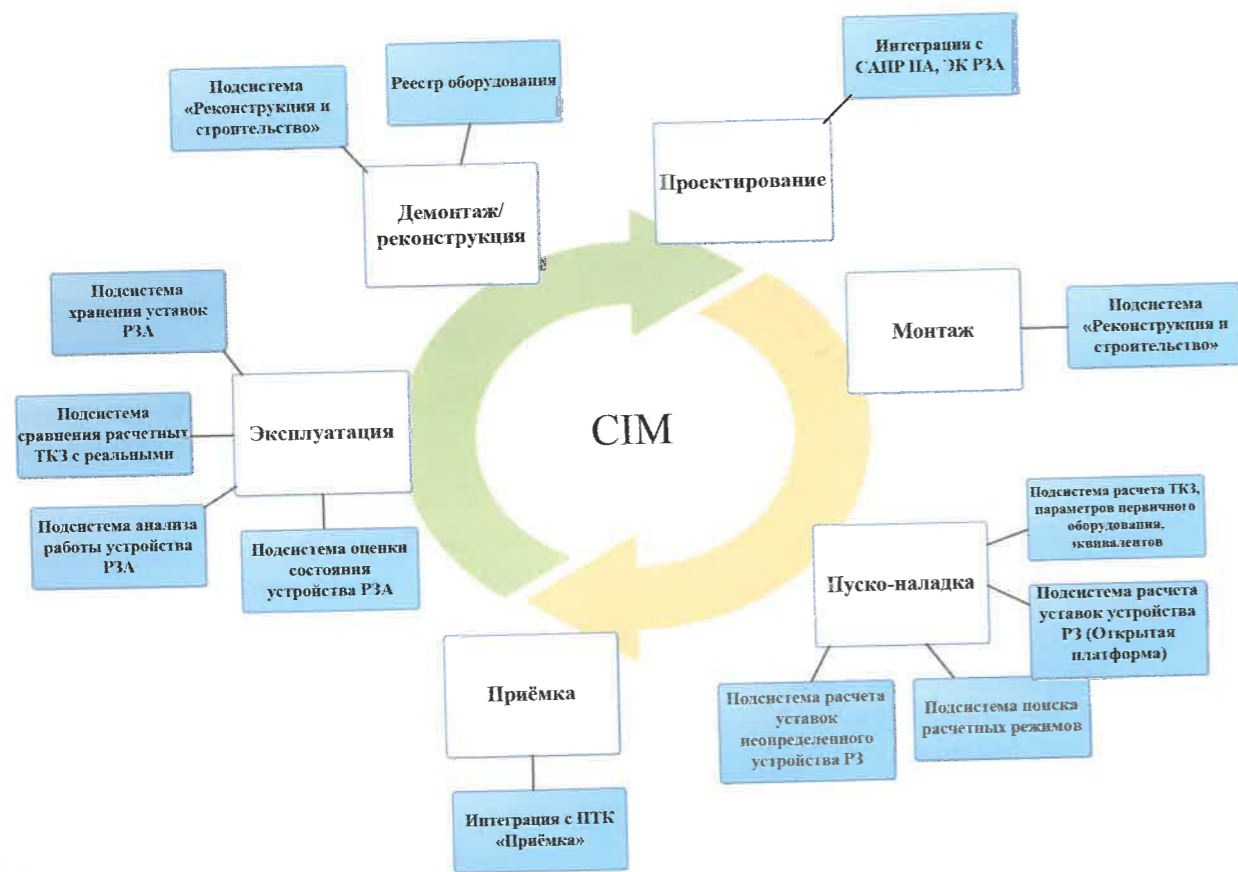 Интеграция с
САПР ПА, ЭК РЗА
Проектирование
Реестр оборудования
Подсистема
«Реконструкция и
строительство»
Демонтаж/
реконструкция
Монтаж
Подсистема
«Реконструкция и
строительство»
Подсистема
хранения уставок
РЗА
Подсистема
сравнения расчетных
ТКЗ с реальными
Эксплуатация
Подсистема анализа
работы устройства
РЗА
Подсистема оценки
состояния
устройства РЗА
CIM
Подсистема расчета ТКЗ,
параметров первичного
оборудования,
эквивалентов
Пуско-наладка
Подсистема расчета
уставок устройства
РЗ (Открытая
платформа)
Подсистема расчета
уставок
неопределенного
устройства РЗ
Подсистема поиска
расчетных режимов
Приёмка
Интеграция с ПТК
«Приёмка»